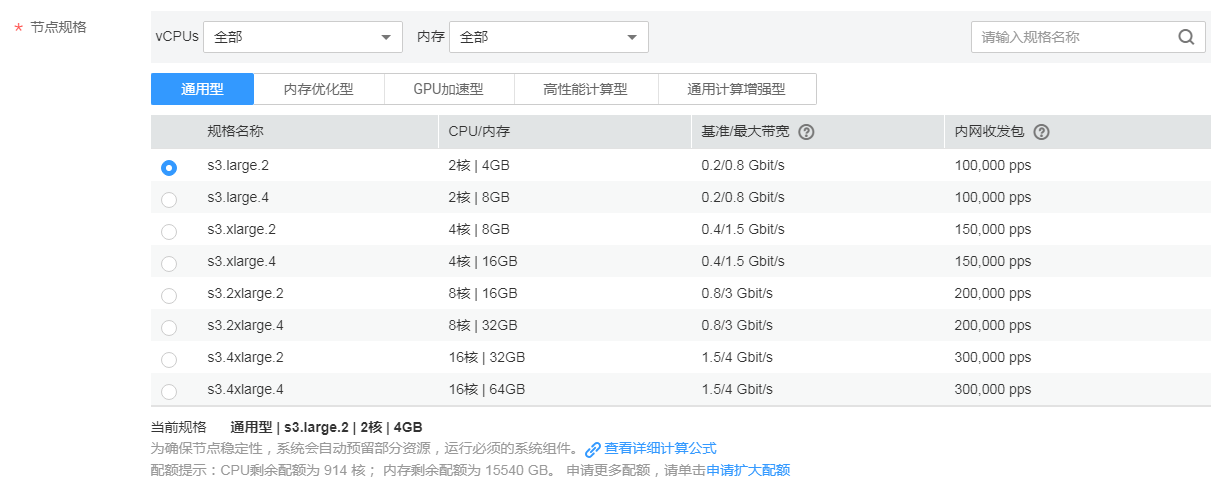 * 节点规格
vCPUs 全部 内存 全部 请输入规格名称
通用型 内存优化型 GPU加速型 高性能计算型 通用计算增强型
规格名称 CPU/内存 基准/最大带宽 ? 内网收发包 ?
s3.large.2 2核 | 4GB 0.2/0.8 Gbit/s 100,000 pps
s3.large.4 2核 | 8GB 0.2/0.8 Gbit/s 100,000 pps
s3.xlarge.2 4核 | 8GB 0.4/1.5 Gbit/s 150,000 pps
s3.xlarge.4 4核 | 16GB 0.4/1.5 Gbit/s 150,000 pps
s3.2xlarge.2 8核 | 16GB 0.8/3 Gbit/s 200,000 pps
s3.2xlarge.4 8核 | 32GB 0.8/3 Gbit/s 200,000 pps
s3.4xlarge.2 16核 | 32GB 1.5/4 Gbit/s 300,000 pps
s3.4xlarge.4 16核 | 64GB 1.5/4 Gbit/s 300,000 pps
当前规格 通用型 | s3.large.2 | 2核 | 4GB
为确保节点稳定性，系统会自动预留部分资源，运行必须的系统组件。 查看详细计算公式
配额提示：CPU剩余配额为 914 核； 内存剩余配额为 15540 GB。 申请更多配额，请单击申请扩大配额